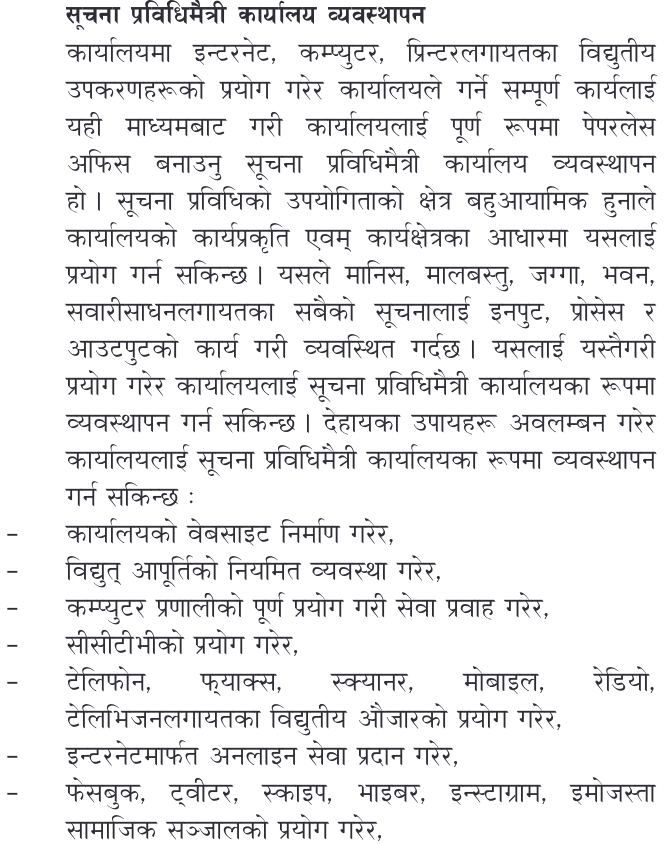 सूचना प्रविधिमैत्री कार्यालय व्यवस्थापन
कार्यालयमा इन्टरनेट, कम्प्युटर, प्रिन्टरलगायतका विद्युतीय
उपकरणहरूको प्रयोग गरेर कार्यालयले गर्ने सम्पूर्ण कार्यलाई
यही माध्यमबाट गरी कार्यालयलाई पूर्ण रूपमा पेपरलेस
अफिस बनाउनु सूचना प्रविधिमैत्री कार्यालय व्यवस्थापन
हो। सूचना प्रविधिको उपयोगिताको क्षेत्र बहुआयामिक हुनाले
कार्यालयको कार्यप्रकृति एवम् कार्यक्षेत्रका आधारमा यसलाई
प्रयोग गर्न सकिन्छ। यसले मानिस, मालबस्तु, जग्गा, भवन,
सवारीसाधनलगायतका सबैको सूचनालाई इनपुट, प्रोसेस र
आउटपुटको कार्य गरी व्यवस्थित गर्दछ। यसलाई यस्तैगरी
प्रयोग गरेर कार्यालयलाई सूचना प्रविधिमैत्री कार्यालयका रूपमा
व्यवस्थापन गर्न सकिन्छ। देहायका उपायहरू अवलम्बन गरेर
कार्यालयलाई सूचना प्रविधिमैत्री कार्यालयका रूपमा व्यवस्थापन
गर्न सकिन्छ :
– कार्यालयको वेबसाइट निर्माण गरेर,
– विद्युत् आपूर्तिको नियमित व्यवस्था गरेर,
– कम्प्युटर प्रणालीको पूर्ण प्रयोग गरी सेवा प्रवाह गरेर,
– सीसीटीभीको प्रयोग गरेर,
– टेलिफोन, फ्याक्स, स्क्यानर, मोबाइल, रेडियो,
टेलिभिजनलगायतका विद्युतीय औजारको प्रयोग गरेर,
– इन्टरनेटमार्फत अनलाइन सेवा प्रदान गरेर,
– फेसबुक, ट्वीटर, स्काइप, भाइबर, इन्स्टाग्राम, इमोजस्ता
सामाजिक सञ्जालको प्रयोग गरेर,